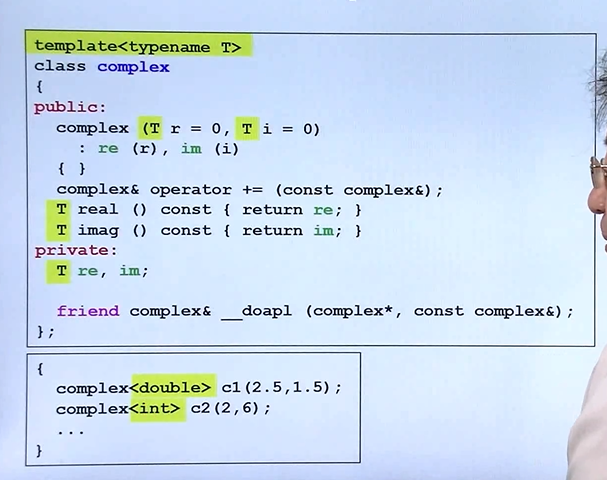 template<typename T>
class complex
{
public:
complex (T r = 0, T i = 0)
: re (r), im (i)
{ }
complex& operator += (const complex&);
T real () const { return re; }
T imag () const { return im; }
private:
T re, im;
friend complex& __doapl (complex*, const complex&);
};
{
complex<double> c1(2.5,1.5);
complex<int> c2(2,6);
...
}